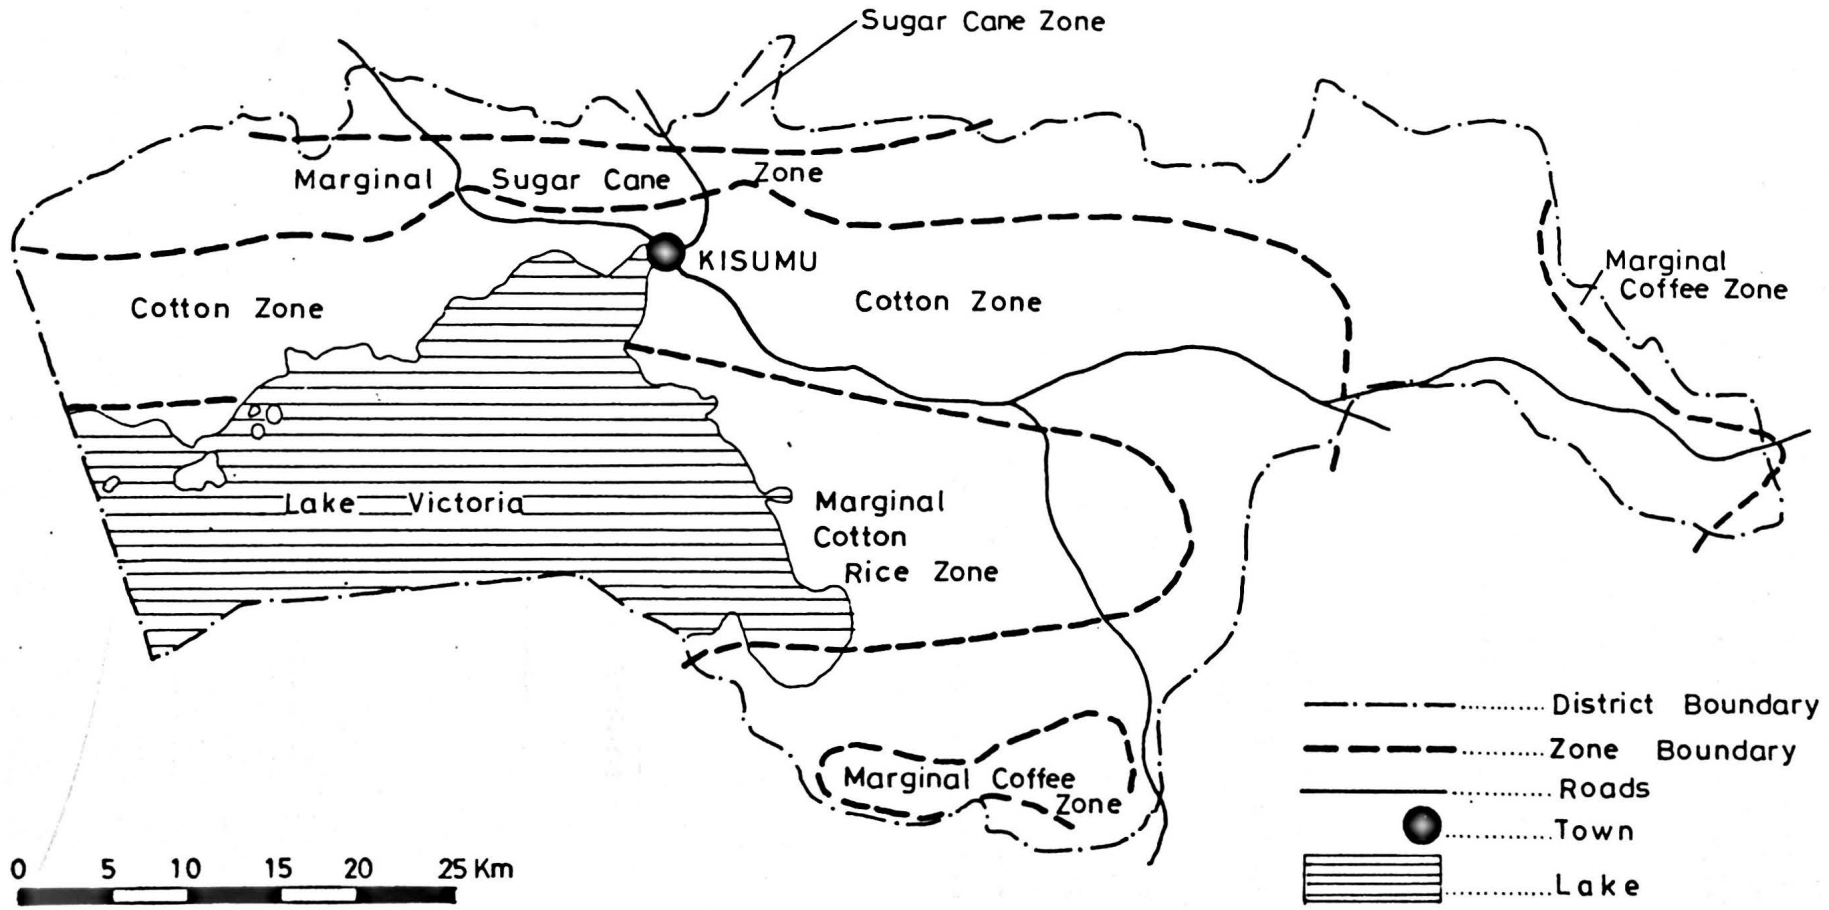 Sugar Cane Zone
Marginal Sugar Cane Zone
KISUMU
Marginal
Coffee Zone
Cotton Zone
Cotton Zone
Lake Victoria
Marginal
Cotton
Rice Zone
Marginal Coffee
Zone
District Boundary
Zone Boundary
Roads
Town
Lake
0 5 10 15 20 25 Km